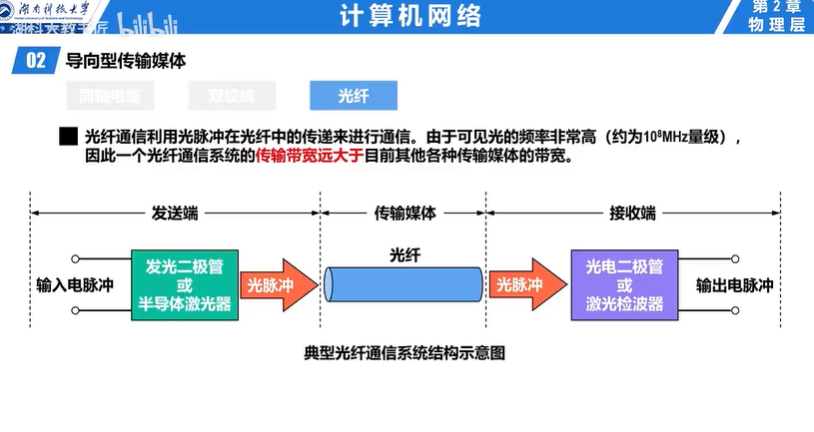 湖南科技大学
计算机网络
第2章
物理层
湖科大教书匠 bilibili
02 导向型传输媒体
同轴电缆 双绞线 光纤
光纤通信利用光脉冲在光纤中的传递来进行通信。由于可见光的频率非常高（约为10⁸MHz量级），
因此一个光纤通信系统的传输带宽远大于目前其他各种传输媒体的带宽。
发送端 传输媒体 接收端
输入电脉冲
发光二极管
或
半导体激光器
光脉冲
光纤
光脉冲
光电二极管
或
激光检波器
输出电脉冲
典型光纤通信系统结构示意图